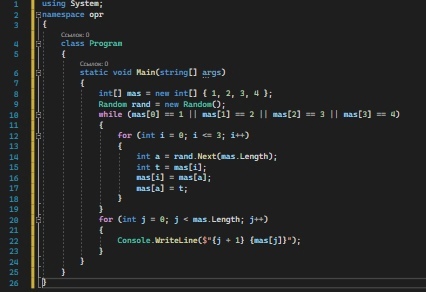 1 using System;
2 namespace opr
3 {
Ссылок: 0
4 class Program
5 {
Ссылок: 0
6 static void Main(string[] args)
7 {
8 int[] mas = new int[] { 1, 2, 3, 4 };
9 Random rand = new Random();
10 while (mas[0] == 1 || mas[1] == 2 || mas[2] == 3 || mas[3] == 4)
11 {
12 for (int i = 0; i <= 3; i++)
13 {
14 int a = rand.Next(mas.Length);
15 int t = mas[i];
16 mas[i] = mas[a];
17 mas[a] = t;
18 }
19 }
20 for (int j = 0; j < mas.Length; j++)
21 {
22 Console.WriteLine($"{j + 1} {mas[j]}");
23 }
24 }
25 }
26 }